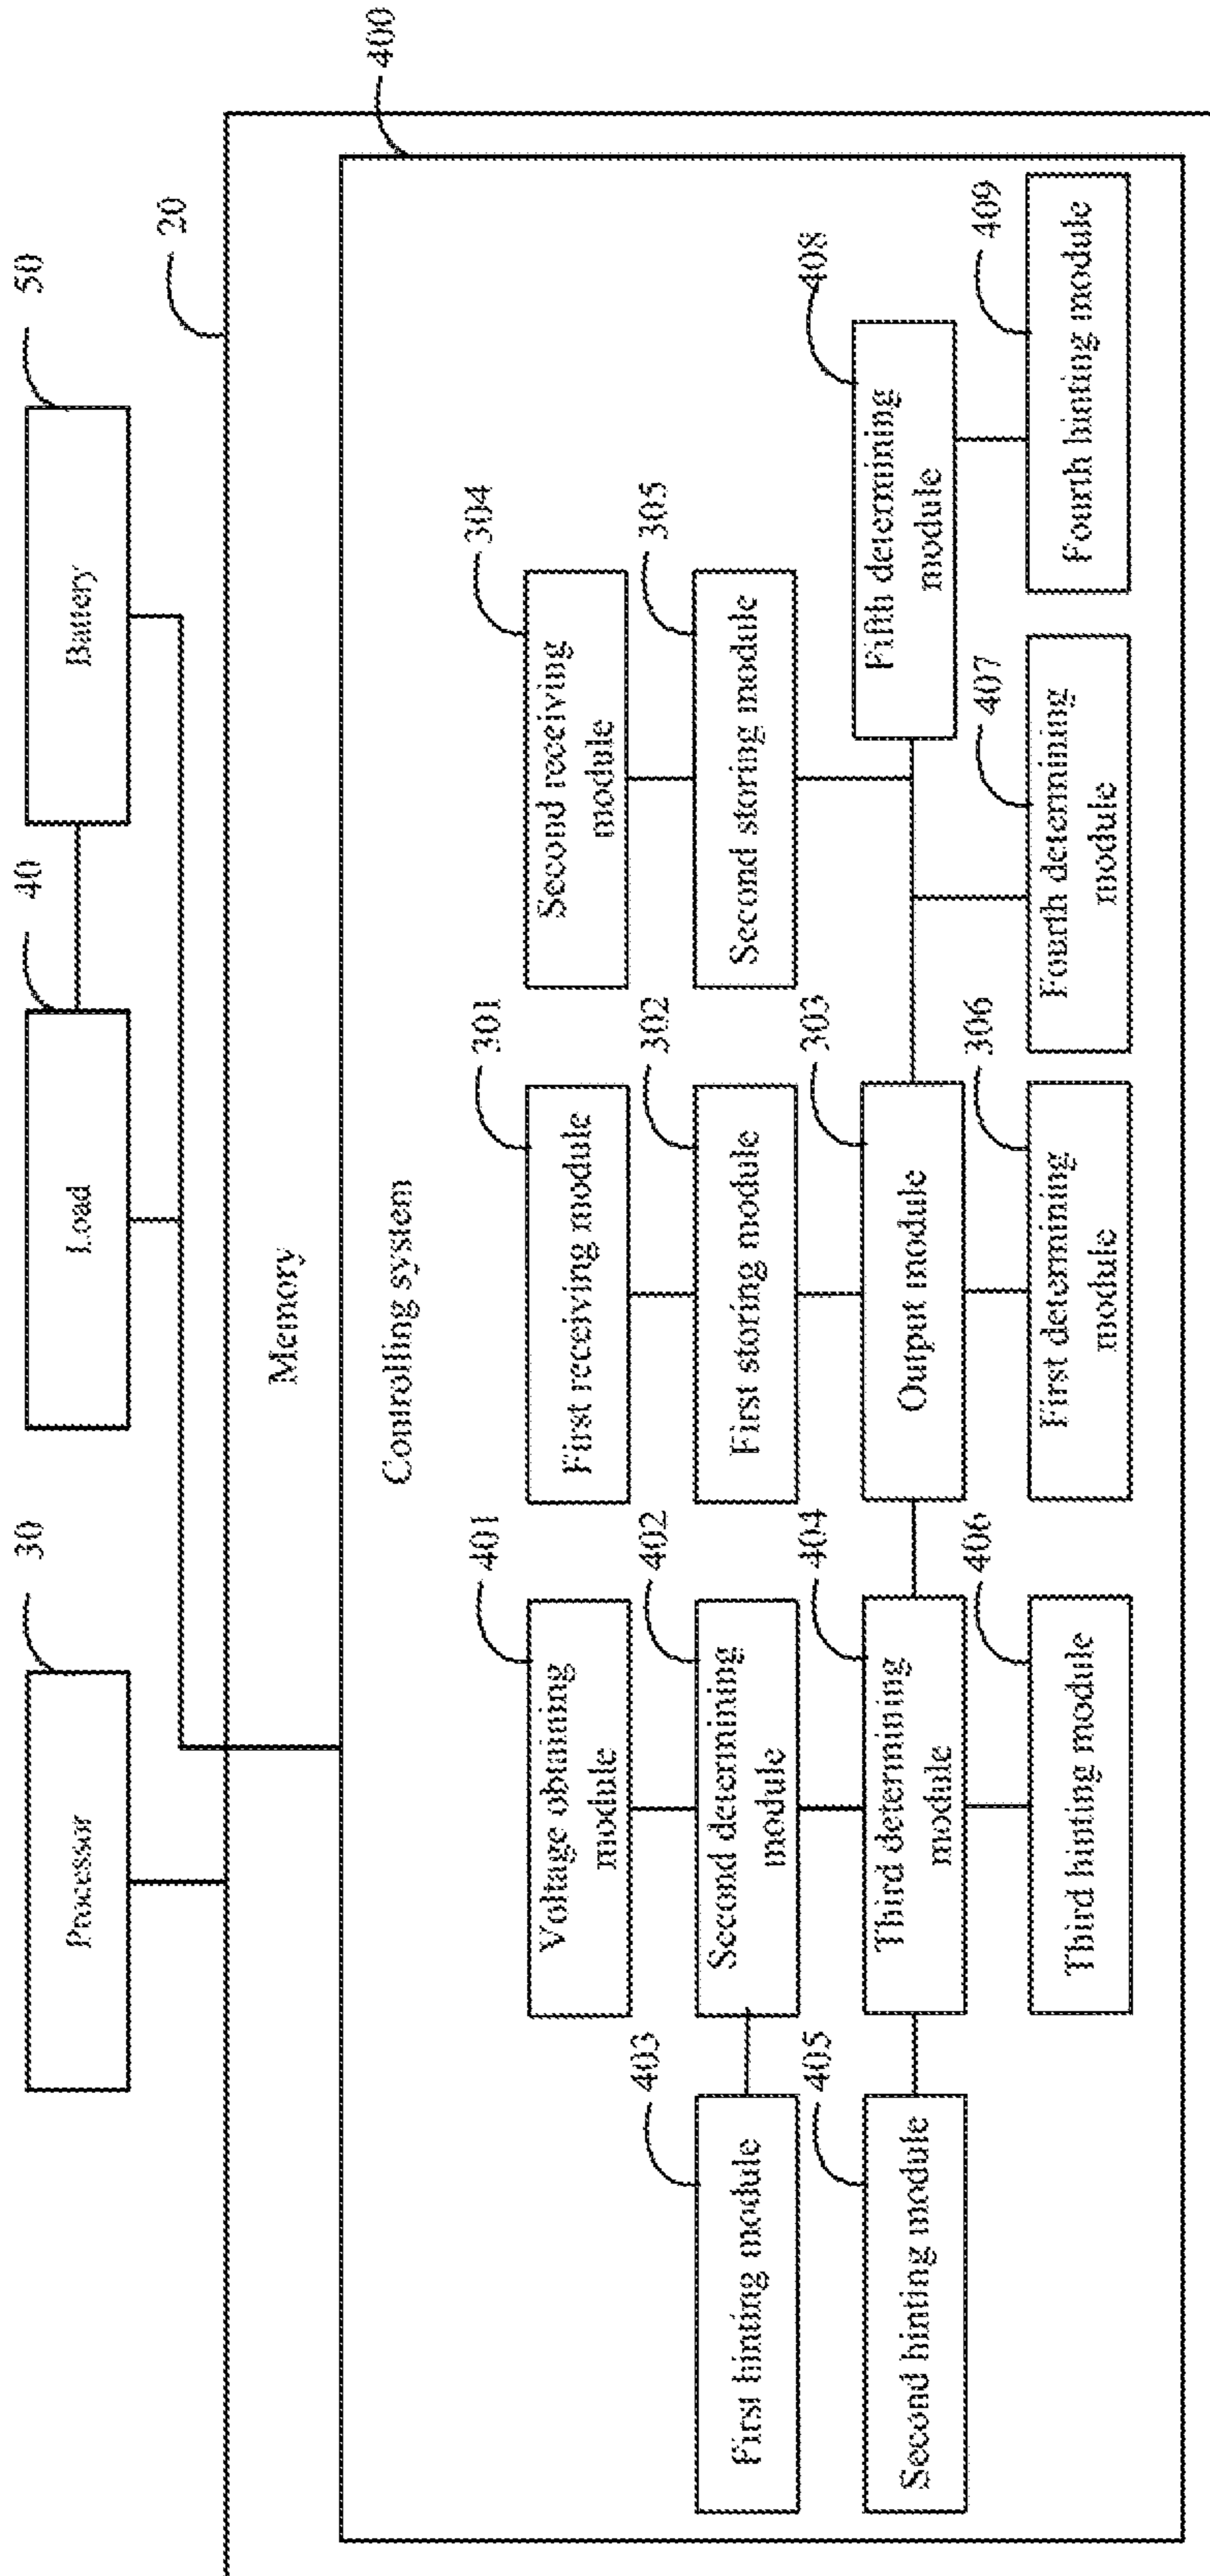 Processor
30
Load
40
Battery
50
20
Memory
400
Controlling system
Voltage obtaining
module
401
First receiving module
301
Second receiving
module
304
First hinting module
403
Second determining
module
402
First storing module
302
Second storing module
305
Second hinting module
405
Third determining
module
404
Output module
303
Fifth determining
module
408
Third hinting module
406
First determining
module
306
Fourth determining
module
407
Fourth hinting module
409